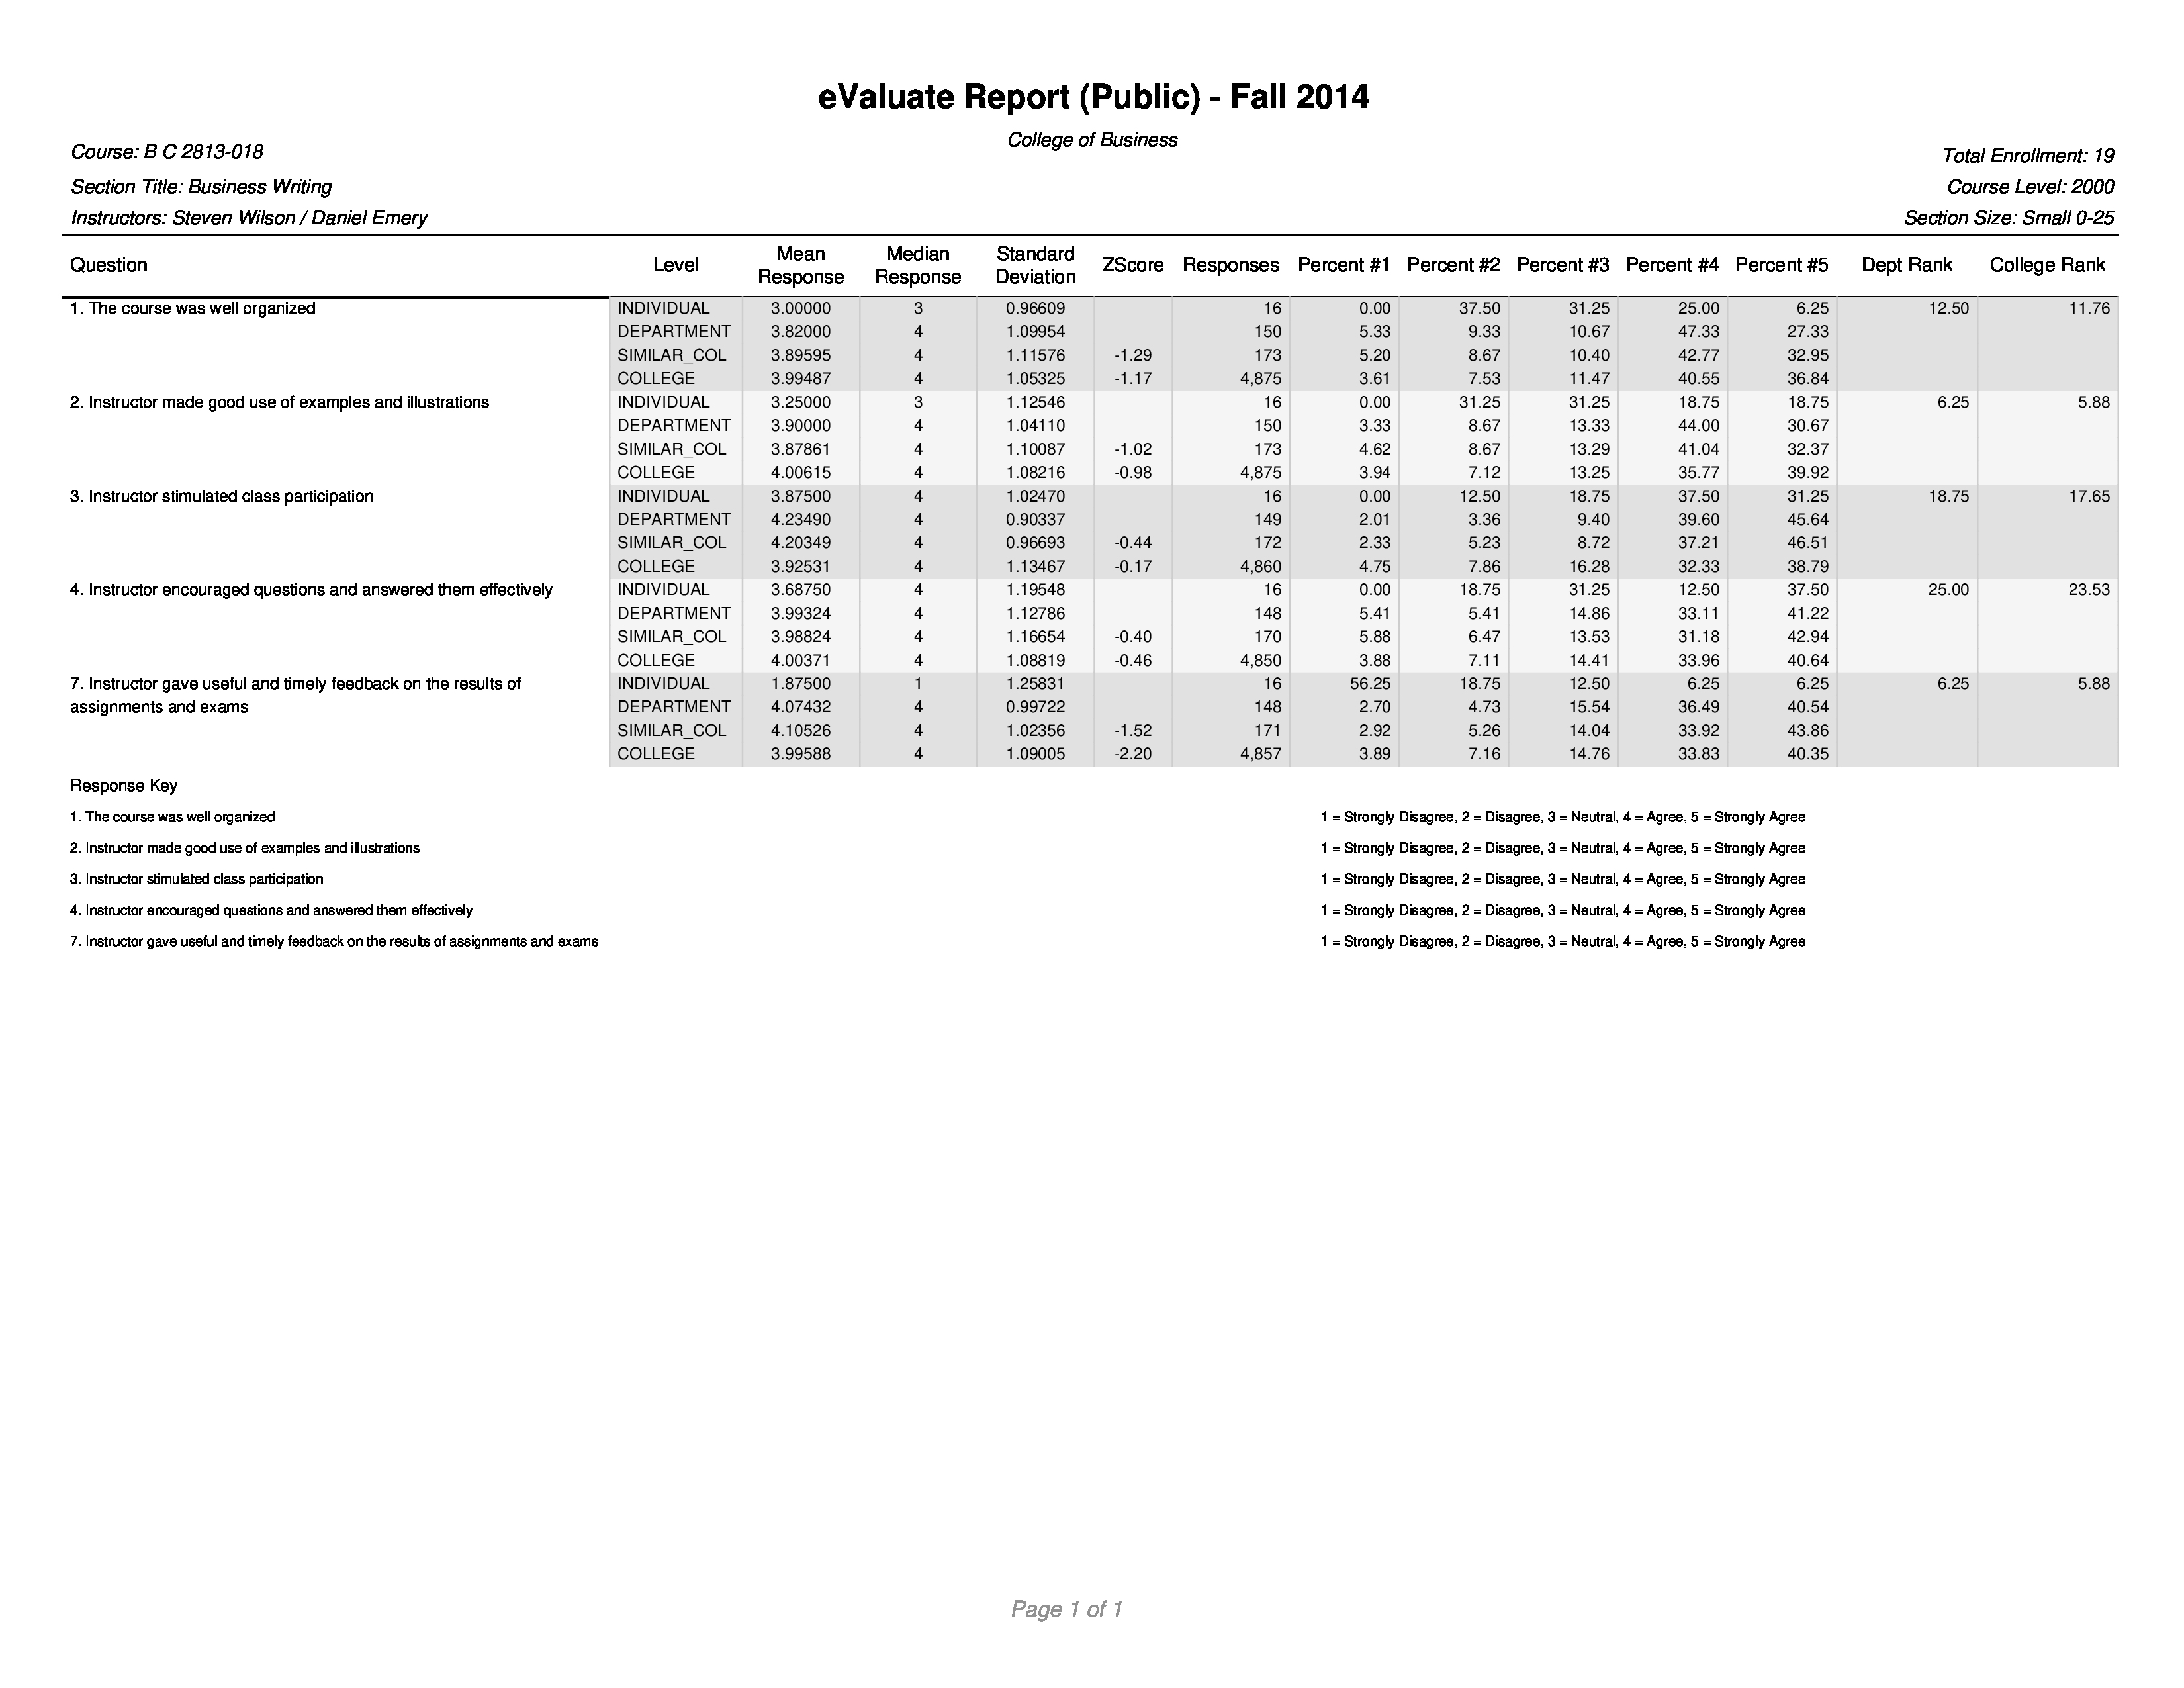 eValuate Report (Public) - Fall 2014
College of Business
Course: B C 2813-018
Total Enrollment: 19
Section Title: Business Writing
Course Level: 2000
Instructors: Steven Wilson / Daniel Emery
Section Size: Small 0-25
Question Level Mean Response Median Response Standard Deviation ZScore Responses Percent #1 Percent #2 Percent #3 Percent #4 Percent #5 Dept Rank College Rank
1. The course was well organized INDIVIDUAL 3.00000 3 0.96609 16 0.00 37.50 31.25 25.00 6.25 12.50 11.76
DEPARTMENT 3.82000 4 1.09954 150 5.33 9.33 10.67 47.33 27.33
SIMILAR_COL 3.89595 4 1.11576 -1.29 173 5.20 8.67 10.40 42.77 32.95
COLLEGE 3.99487 4 1.05325 -1.17 4,875 3.61 7.53 11.47 40.55 36.84
2. Instructor made good use of examples and illustrations INDIVIDUAL 3.25000 3 1.12546 16 0.00 31.25 31.25 18.75 18.75 6.25 5.88
DEPARTMENT 3.90000 4 1.04110 150 3.33 8.67 13.33 44.00 30.67
SIMILAR_COL 3.87861 4 1.10087 -1.02 173 4.62 8.67 13.29 41.04 32.37
COLLEGE 4.00615 4 1.08216 -0.98 4,875 3.94 7.12 13.25 35.77 39.92
3. Instructor stimulated class participation INDIVIDUAL 3.87500 4 1.02470 16 0.00 12.50 18.75 37.50 31.25 18.75 17.65
DEPARTMENT 4.23490 4 0.90337 149 2.01 3.36 9.40 39.60 45.64
SIMILAR_COL 4.20349 4 0.96693 -0.44 172 2.33 5.23 8.72 37.21 46.51
COLLEGE 3.92531 4 1.13467 -0.17 4,860 4.75 7.86 16.28 32.33 38.79
4. Instructor encouraged questions and answered them effectively INDIVIDUAL 3.68750 4 1.19548 16 0.00 18.75 31.25 12.50 37.50 25.00 23.53
DEPARTMENT 3.99324 4 1.12786 148 5.41 5.41 14.86 33.11 41.22
SIMILAR_COL 3.98824 4 1.16654 -0.40 170 5.88 6.47 13.53 31.18 42.94
COLLEGE 4.00371 4 1.08819 -0.46 4,850 3.88 7.11 14.41 33.96 40.64
7. Instructor gave useful and timely feedback on the results of INDIVIDUAL 1.87500 1 1.25831 16 56.25 18.75 12.50 6.25 6.25 6.25 5.88
assignments and exams DEPARTMENT 4.07432 4 0.99722 148 2.70 4.73 15.54 36.49 40.54
SIMILAR_COL 4.10526 4 1.02356 -1.52 171 2.92 5.26 14.04 33.92 43.86
COLLEGE 3.99588 4 1.09005 -2.20 4,857 3.89 7.16 14.76 33.83 40.35
Response Key
1. The course was well organized 1 = Strongly Disagree, 2 = Disagree, 3 = Neutral, 4 = Agree, 5 = Strongly Agree
2. Instructor made good use of examples and illustrations 1 = Strongly Disagree, 2 = Disagree, 3 = Neutral, 4 = Agree, 5 = Strongly Agree
3. Instructor stimulated class participation 1 = Strongly Disagree, 2 = Disagree, 3 = Neutral, 4 = Agree, 5 = Strongly Agree
4. Instructor encouraged questions and answered them effectively 1 = Strongly Disagree, 2 = Disagree, 3 = Neutral, 4 = Agree, 5 = Strongly Agree
7. Instructor gave useful and timely feedback on the results of assignments and exams 1 = Strongly Disagree, 2 = Disagree, 3 = Neutral, 4 = Agree, 5 = Strongly Agree
Page 1 of 1